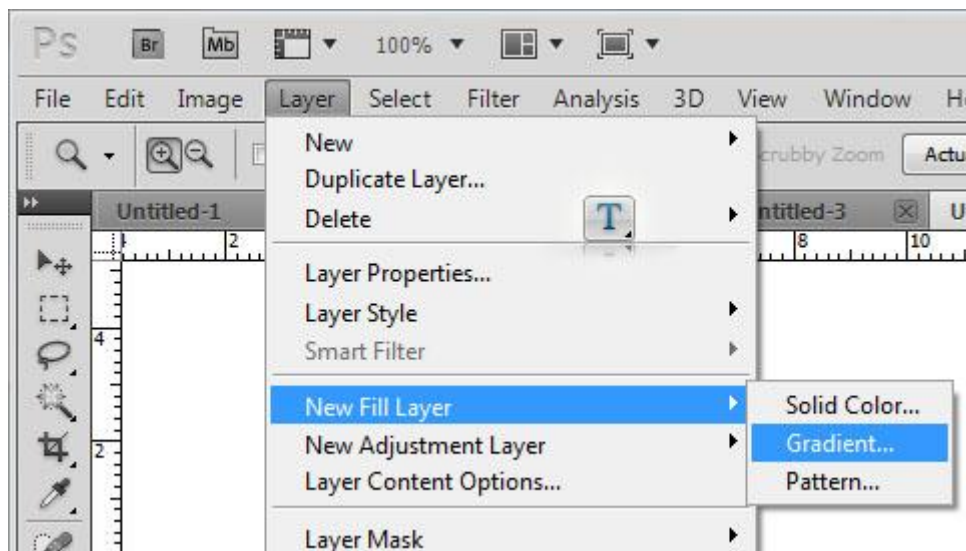 Ps Br Mb 100%
File Edit Image Layer Select Filter Analysis 3D View Window
crubby Zoom Actu
Untitled-1 ntitled-3 U
2 8 10
4
2
New
Duplicate Layer...
Delete
T
Layer Properties...
Layer Style
Smart Filter
New Fill Layer
New Adjustment Layer
Layer Content Options...
Layer Mask
Solid Color...
Gradient...
Pattern...